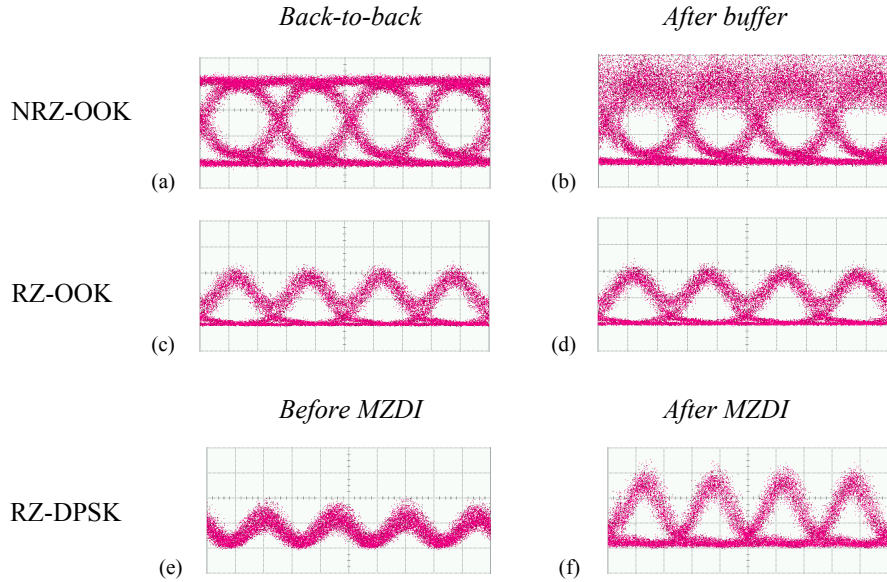 Back-to-back After buffer
NRZ-OOK
(a) (b)
RZ-OOK
(c) (d)
Before MZDI After MZDI
RZ-DPSK
(e) (f)